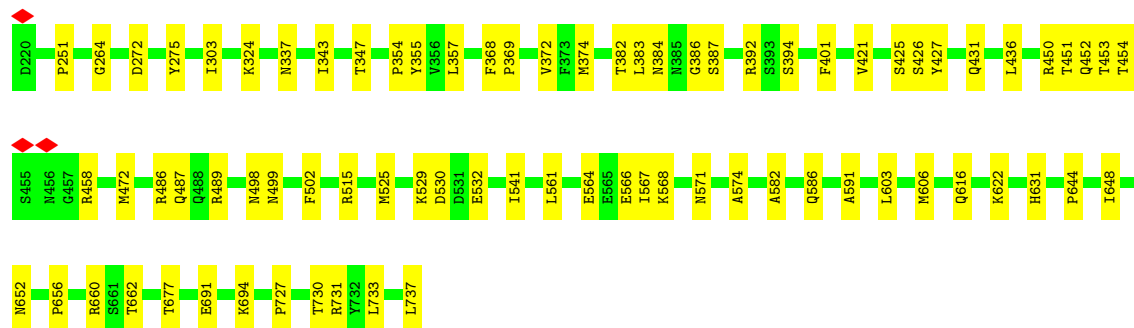 D220 P251 G264 D272 Y275 I303 K324 N337 I343 T347 P354 Y355 V356 L357 F368 P369 V372 F373 M374 T382 L383 N384 N385 G386 S387 R392 S393 S394 F401 V421 S425 S426 Y427 Q431 L436 R450 T451 Q452 T453 T454
S455 N456 G457 R458 M472 R486 Q487 Q488 R489 N498 N499 F502 R515 M525 K529 D530 D531 E532 I541 L561 E564 E565 E566 I567 K568 N571 A574 A582 Q586 A591 L603 M606 Q616 K622 H631 P644 I648
N652 P656 R660 S661 T662 T677 E691 K694 P727 T730 R731 Y732 L733 L737